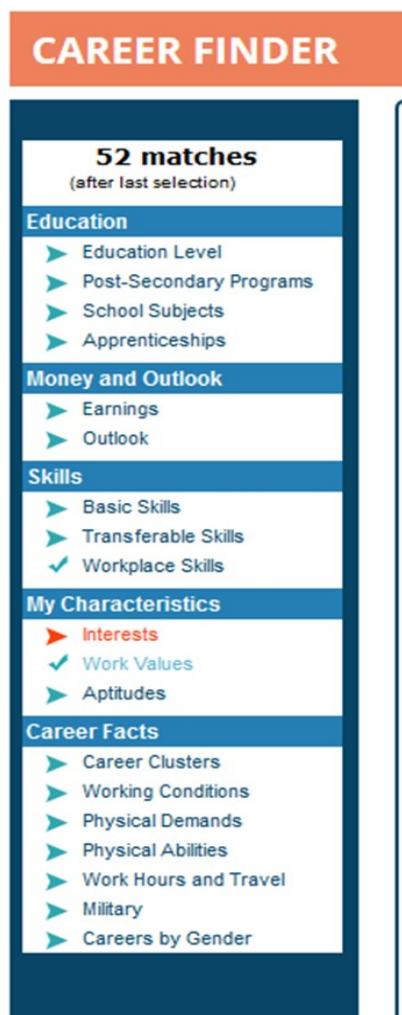 CAREER FINDER
52 matches
(after last selection)
Education
Education Level
Post-Secondary Programs
School Subjects
Apprenticeships
Money and Outlook
Earnings
Outlook
Skills
Basic Skills
Transferable Skills
Workplace Skills
My Characteristics
Interests
Work Values
Aptitudes
Career Facts
Career Clusters
Working Conditions
Physical Demands
Physical Abilities
Work Hours and Travel
Military
Careers by Gender